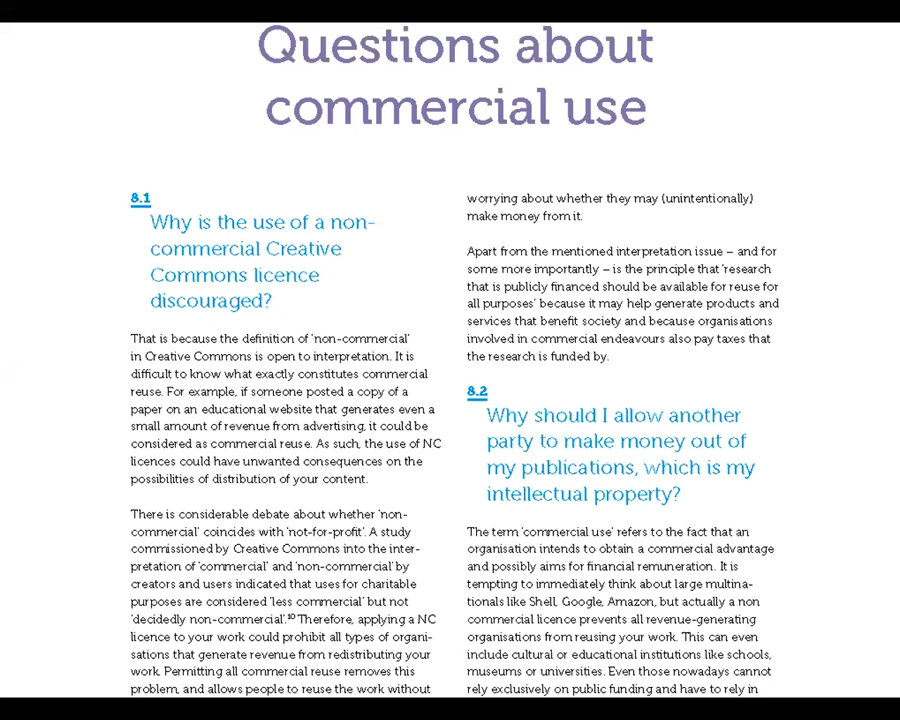 Questions about
commercial use
8.1
Why is the use of a non-
commercial Creative
Commons licence
discouraged?
That is because the definition of 'non-commercial'
in Creative Commons is open to interpretation. It is
difficult to know what exactly constitutes commercial
reuse. For example, if someone posted a copy of a
paper on an educational website that generates even a
small amount of revenue from advertising, it could be
considered as commercial reuse. As such, the use of NC
licences could have unwanted consequences on the
possibilities of distribution of your content.
There is considerable debate about whether 'non-
commercial' coincides with 'not-for-profit'. A study
commissioned by Creative Commons into the inter-
pretation of 'commercial' and 'non-commercial' by
creators and users indicated that uses for charitable
purposes are considered 'less commercial' but not
'decidedly non-commercial'.¹⁰ Therefore, applying a NC
licence to your work could prohibit all types of organi-
sations that generate revenue from redistributing your
work. Permitting all commercial reuse removes this
problem, and allows people to reuse the work without
worrying about whether they may (unintentionally)
make money from it.
Apart from the mentioned interpretation issue – and for
some more importantly – is the principle that 'research
that is publicly financed should be available for reuse for
all purposes' because it may help generate products and
services that benefit society and because organisations
involved in commercial endeavours also pay taxes that
the research is funded by.
8.2
Why should I allow another
party to make money out of
my publications, which is my
intellectual property?
The term 'commercial use' refers to the fact that an
organisation intends to obtain a commercial advantage
and possibly aims for financial remuneration. It is
tempting to immediately think about large multina-
tionals like Shell, Google, Amazon, but actually a non
commercial licence prevents all revenue-generating
organisations from reusing your work. This can even
include cultural or educational institutions like schools,
museums or universities. Even those nowadays cannot
rely exclusively on public funding and have to rely in